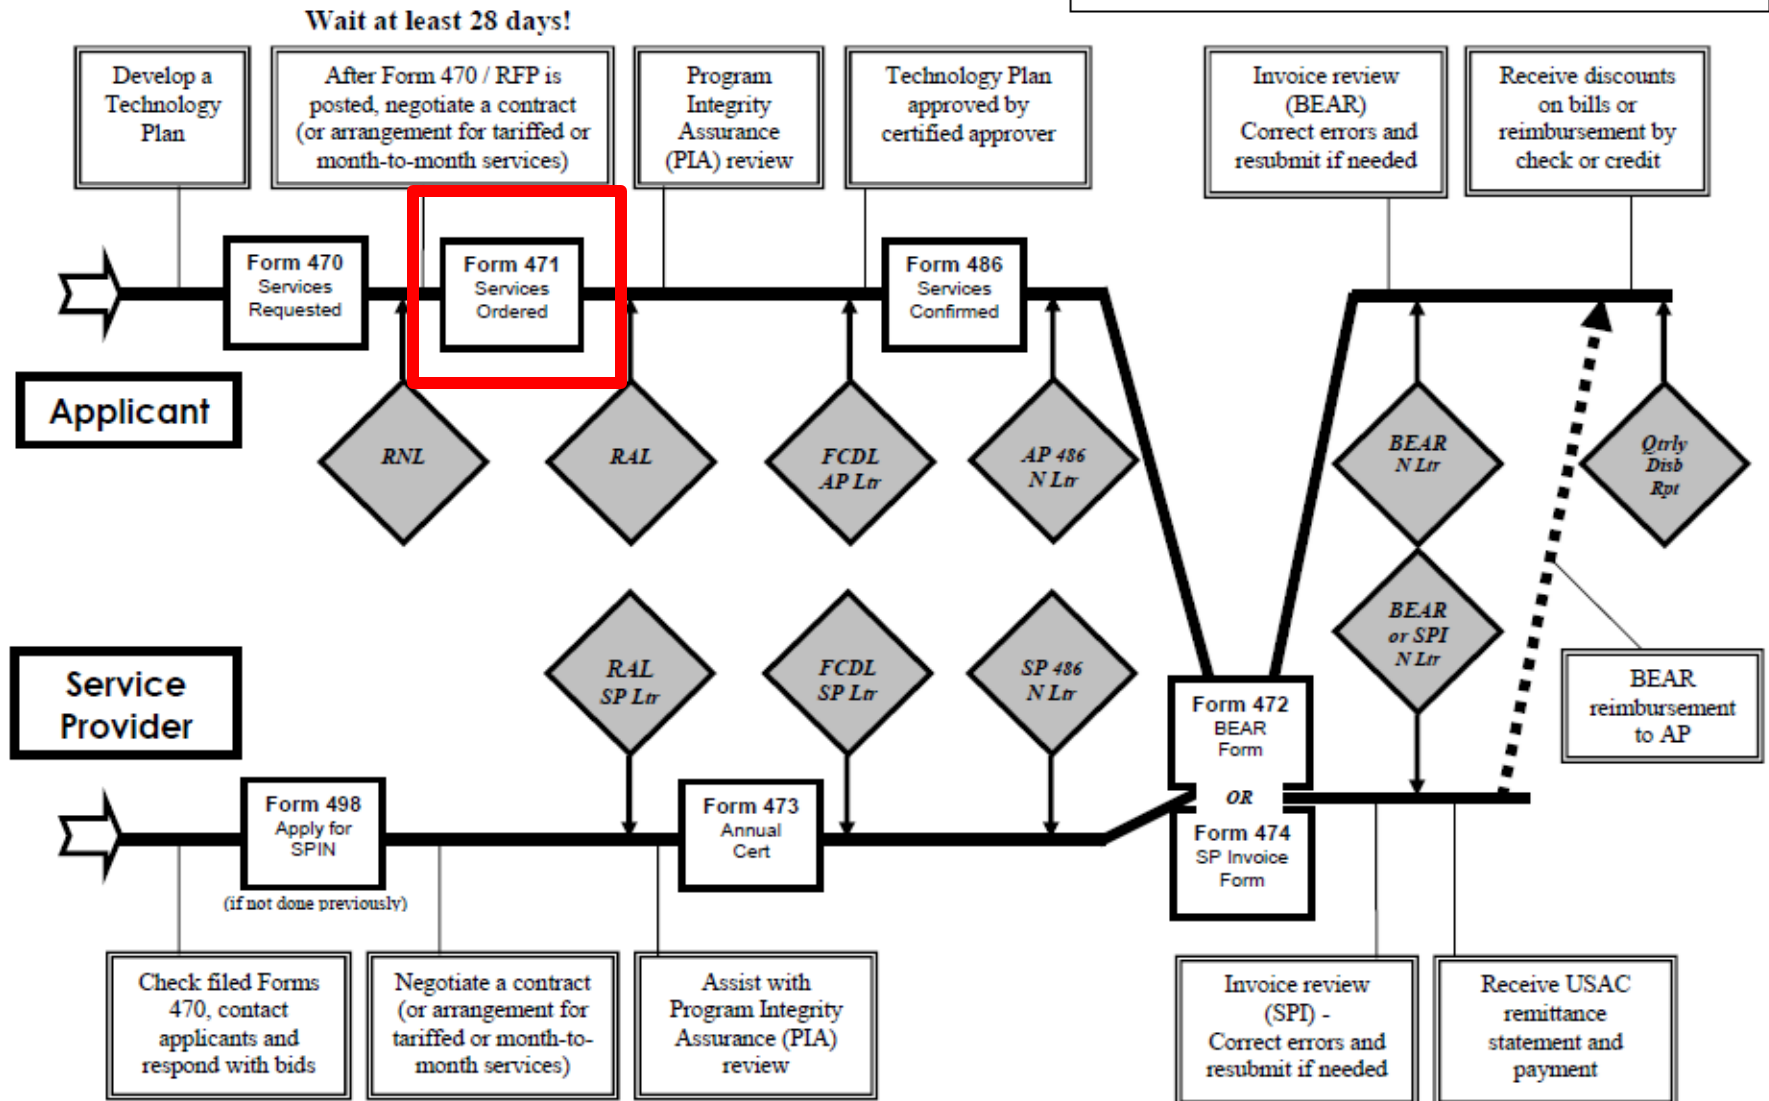 Wait at least 28 days!
Develop a
Technology
Plan
After Form 470 / RFP is
posted, negotiate a contract
(or arrangement for tariffed or
month-to-month services)
Program
Integrity
Assurance
(PIA) review
Technology Plan
approved by
certified approver
Invoice review
(BEAR)
Correct errors and
resubmit if needed
Receive discounts
on bills or
reimbursement by
check or credit
Form 470
Services
Requested
Form 471
Services
Ordered
Form 486
Services
Confirmed
Applicant
RNL
RAL
FCDL
AP Ltr
AP 486
N Ltr
BEAR
N Ltr
Qtrly
Disb
Rpt
RAL
SP Ltr
FCDL
SP Ltr
SP 486
N Ltr
BEAR
or SPI
N Ltr
Service
Provider
BEAR
reimbursement
to AP
Form 472
BEAR
Form
OR
Form 474
SP Invoice
Form
Form 498
Apply for
SPIN
(if not done previously)
Form 473
Annual
Cert
Check filed Forms
470, contact
applicants and
respond with bids
Negotiate a contract
(or arrangement for
tariffed or month-to-
month services)
Assist with
Program Integrity
Assurance (PIA)
review
Invoice review
(SPI) -
Correct errors and
resubmit if needed
Receive USAC
remittance
statement and
payment